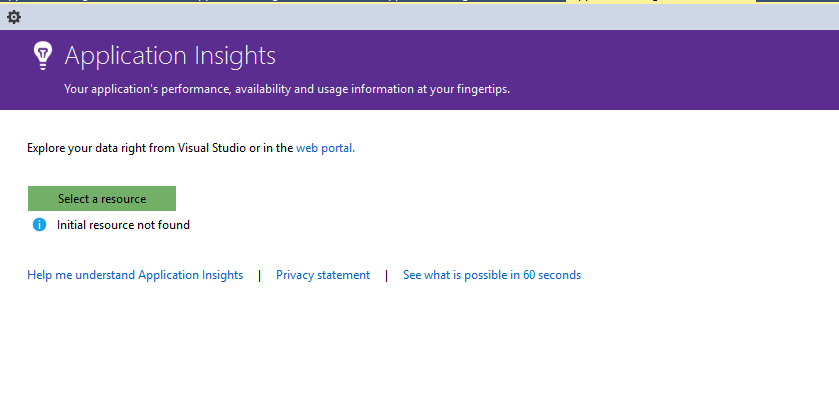 Application Insights
Your application's performance, availability and usage information at your fingertips.
Explore your data right from Visual Studio or in the web portal.
Select a resource
Initial resource not found
Help me understand Application Insights | Privacy statement | See what is possible in 60 seconds